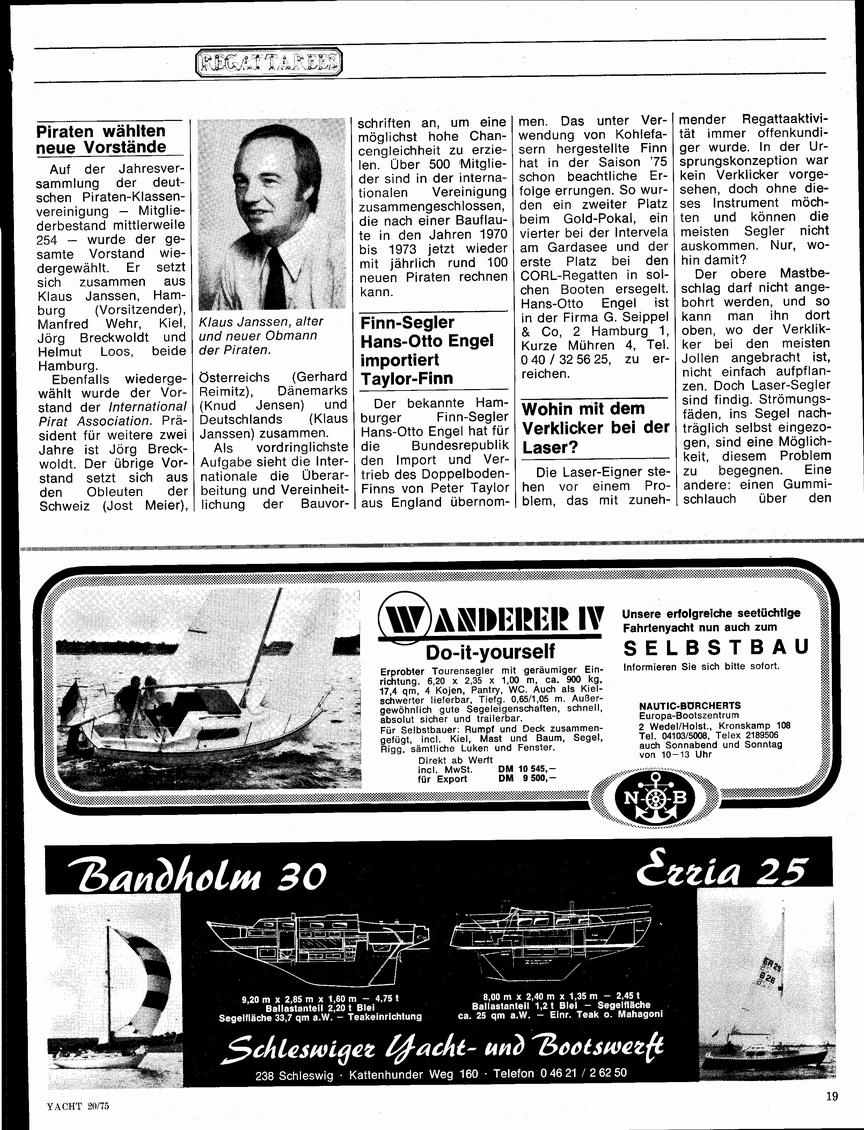 REGATTAREES
Piraten wählten
neue Vorstände
Auf der Jahresver-
sammlung der deut-
schen Piraten-Klassen-
vereinigung — Mitglie-
derbestand mittlerweile
254 — wurde der ge-
samte Vorstand wie-
dergewählt. Er setzt
sich zusammen aus
Klaus Janssen, Ham-
burg (Vorsitzender),
Manfred Wehr, Kiel,
Jörg Breckwoldt und
Helmut Loos, beide
Hamburg.
Ebenfalls wiederge-
wählt wurde der Vor-
stand der International
Pirat Association. Prä-
sident für weitere zwei
Jahre ist Jörg Breck-
woldt. Der übrige Vor-
stand setzt sich aus
den Obleuten der
Schweiz (Jost Meier),
Klaus Janssen, alter
und neuer Obmann
der Piraten.
Österreichs (Gerhard
Reimitz), Dänemarks
(Knud Jensen) und
Deutschlands (Klaus
Janssen) zusammen.
Als vordringlichste
Aufgabe sieht die Inter-
nationale die Überar-
beitung und Vereinheit-
lichung der Bauvor-
schriften an, um eine
möglichst hohe Chan-
cengleichheit zu erzie-
len. Über 500 Mitglie-
der sind in der interna-
tionalen Vereinigung
zusammengeschlossen,
die nach einer Bauflau-
te in den Jahren 1970
bis 1973 jetzt wieder
mit jährlich rund 100
neuen Piraten rechnen
kann.
Finn-Segler
Hans-Otto Engel
importiert
Taylor-Finn
Der bekannte Ham-
burger Finn-Segler
Hans-Otto Engel hat für
die Bundesrepublik
den Import und Ver-
trieb des Doppelboden-
Finns von Peter Taylor
aus England übernom-
men. Das unter Ver-
wendung von Kohlefa-
sern hergestellte Finn
hat in der Saison '75
schon beachtliche Er-
folge errungen. So wur-
den ein zweiter Platz
beim Gold-Pokal, ein
vierter bei der Intervela
am Gardasee und der
erste Platz bei den
CORL-Regatten in sol-
chen Booten ersegelt.
Hans-Otto Engel ist
in der Firma G. Seippel
& Co, 2 Hamburg 1,
Kurze Mühren 4, Tel.
0 40 / 32 56 25, zu er-
reichen.
Wohin mit dem
Verklicker bei der
Laser?
Die Laser-Eigner ste-
hen vor einem Pro-
blem, das mit zuneh-
mender Regattaaktivi-
tät immer offenkundi-
ger wurde. In der Ur-
sprungskonzeption war
kein Verklicker vorge-
sehen, doch ohne die-
ses Instrument möch-
ten und können die
meisten Segler nicht
auskommen. Nur, wo-
hin damit?
Der obere Mastbe-
schlag darf nicht ange-
bohrt werden, und so
kann man ihn dort
oben, wo der Verklik-
ker bei den meisten
Jollen angebracht ist,
nicht einfach aufpflan-
zen. Doch Laser-Segler
sind findig. Strömungs-
fäden, ins Segel nach-
träglich selbst eingezo-
gen, sind eine Möglich-
keit, diesem Problem
zu begegnen. Eine
andere: einen Gummi-
schlauch über den
WANDERER IV
Do-it-yourself
Erprobter Tourensegler mit geräumiger Ein-
richtung. 6,20 x 2,35 x 1,00 m, ca. 900 kg,
17,4 qm, 4 Kojen, Pantry, WC. Auch als Kiel-
schwerter lieferbar, Tiefg. 0,65/1,05 m. Außer-
gewöhnlich gute Segeleigenschaften, schnell,
absolut sicher und trailerbar.
Für Selbstbauer: Rumpf und Deck zusammen-
gefügt, incl. Kiel, Mast und Baum, Segel,
Rigg, sämtliche Luken und Fenster.
Direkt ab Werft
incl. MwSt. DM 10 545,—
für Export DM 9 500,—
Unsere erfolgreiche seetüchtige
Fahrtenyacht nun auch zum
SELBSTBAU
Informieren Sie sich bitte sofort.
NAUTIC-BÖRCHERTS
Europa-Bootszentrum
2 Wedel/Holst., Kronskamp 108
Tel. 04103/5008, Telex 2189506
auch Sonnabend und Sonntag
von 10—13 Uhr
N B
Bandholm 30
Erria 25
9,20 m x 2,85 m x 1,60 m — 4,75 t
Ballastanteil 2,20 t Blei
Segelfläche 33,7 qm a.W. — Teakeinrichtung
8,00 m x 2,40 m x 1,35 m — 2,45 t
Ballastanteil 1,2 t Blei — Segelfläche
ca. 25 qm a.W. — Einr. Teak o. Mahagoni
Schleswiger Yacht- und Bootswerft
238 Schleswig · Kattenhunder Weg 160 · Telefon 0 46 21 / 2 62 50
YACHT 20/75
19